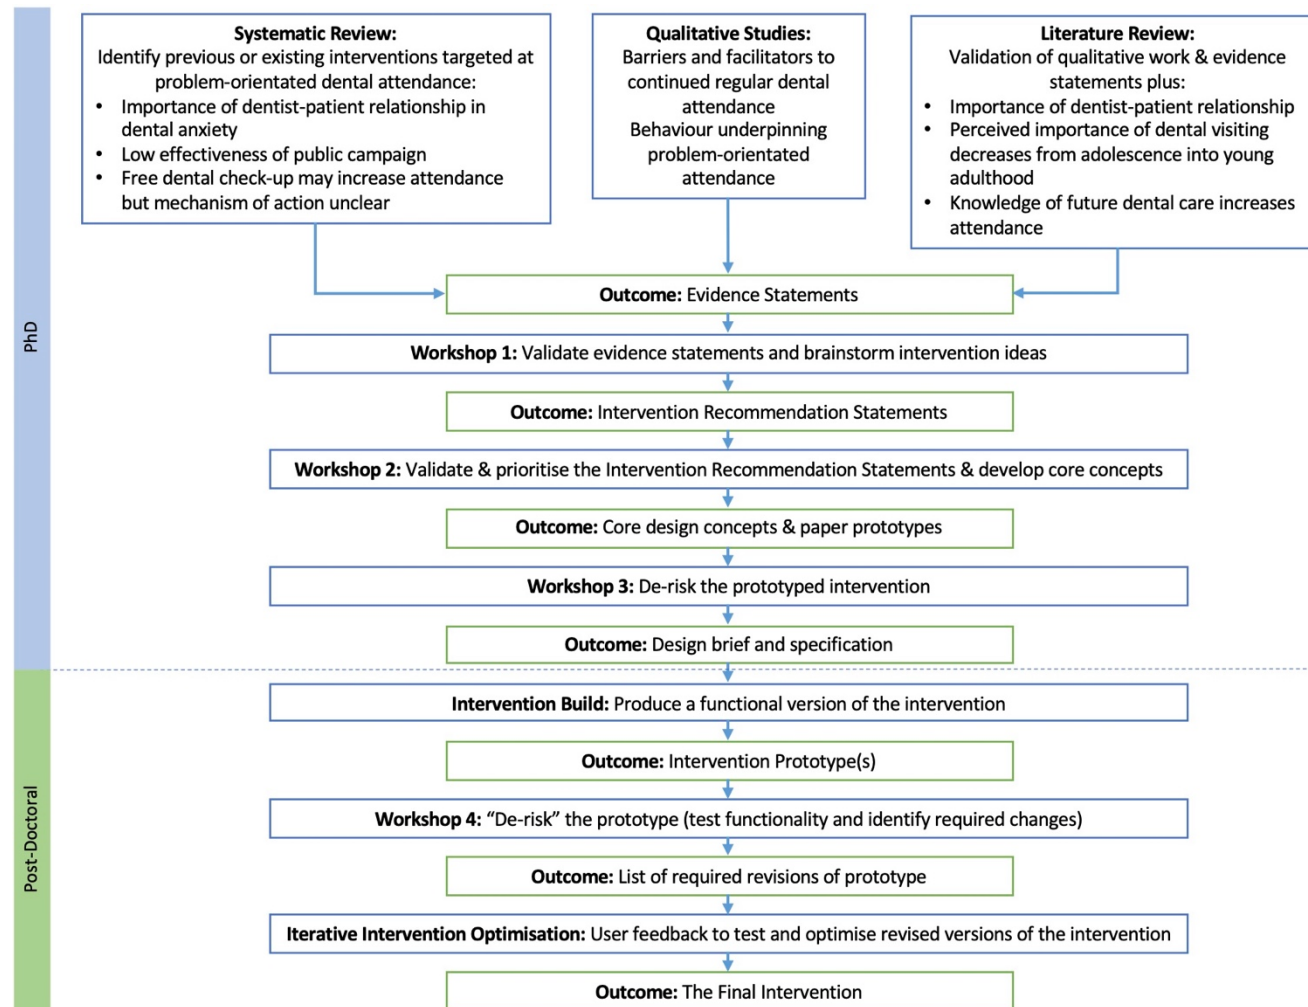 Systematic Review:
Identify previous or existing interventions targeted at
problem-orientated dental attendance:
• Importance of dentist-patient relationship in
dental anxiety
• Low effectiveness of public campaign
• Free dental check-up may increase attendance
but mechanism of action unclear
Qualitative Studies:
Barriers and facilitators to
continued regular dental
attendance
Behaviour underpinning
problem-orientated
attendance
Literature Review:
Validation of qualitative work & evidence
statements plus:
• Importance of dentist-patient relationship
• Perceived importance of dental visiting
decreases from adolescence into young
adulthood
• Knowledge of future dental care increases
attendance
PhD
Outcome: Evidence Statements
Workshop 1: Validate evidence statements and brainstorm intervention ideas
Outcome: Intervention Recommendation Statements
Workshop 2: Validate & prioritise the Intervention Recommendation Statements & develop core concepts
Outcome: Core design concepts & paper prototypes
Workshop 3: De-risk the prototyped intervention
Outcome: Design brief and specification
Post-Doctoral
Intervention Build: Produce a functional version of the intervention
Outcome: Intervention Prototype(s)
Workshop 4: “De-risk” the prototype (test functionality and identify required changes)
Outcome: List of required revisions of prototype
Iterative Intervention Optimisation: User feedback to test and optimise revised versions of the intervention
Outcome: The Final Intervention